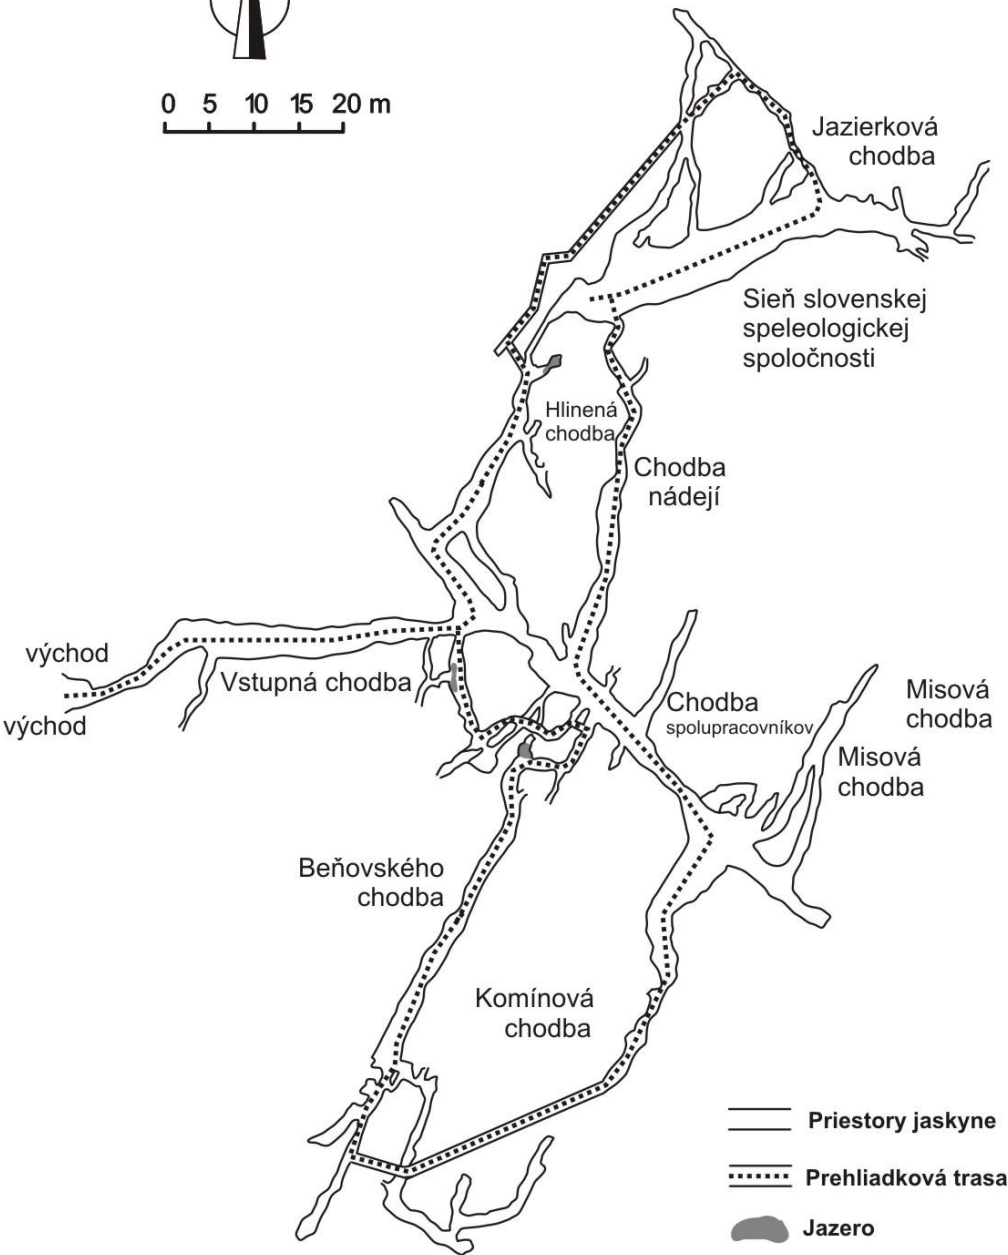 0 5 10 15 20 m
Jazierková
chodba
Sieň slovenskej
speleologickej
spoločnosti
Hlinená
chodba
Chodba
nádejí
východ
východ
Vstupná chodba
Chodba
spolupracovníkov
Misová
chodba
Misová
chodba
Beňovského
chodba
Komínová
chodba
Priestory jaskyne
Prehliadková trasa
Jazero